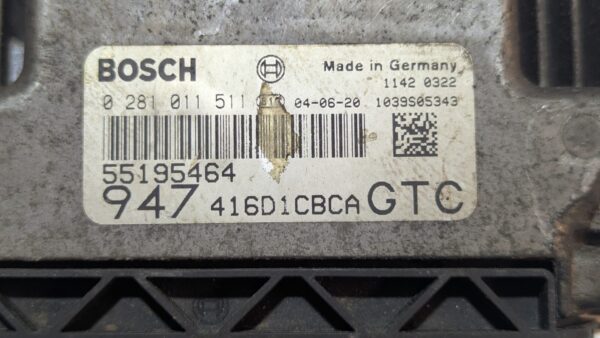 BOSCH Made in Germany
1142 0322
0 281 011 511 04-06-20 1039S05343
55195464
947 416D1CBCA GTC